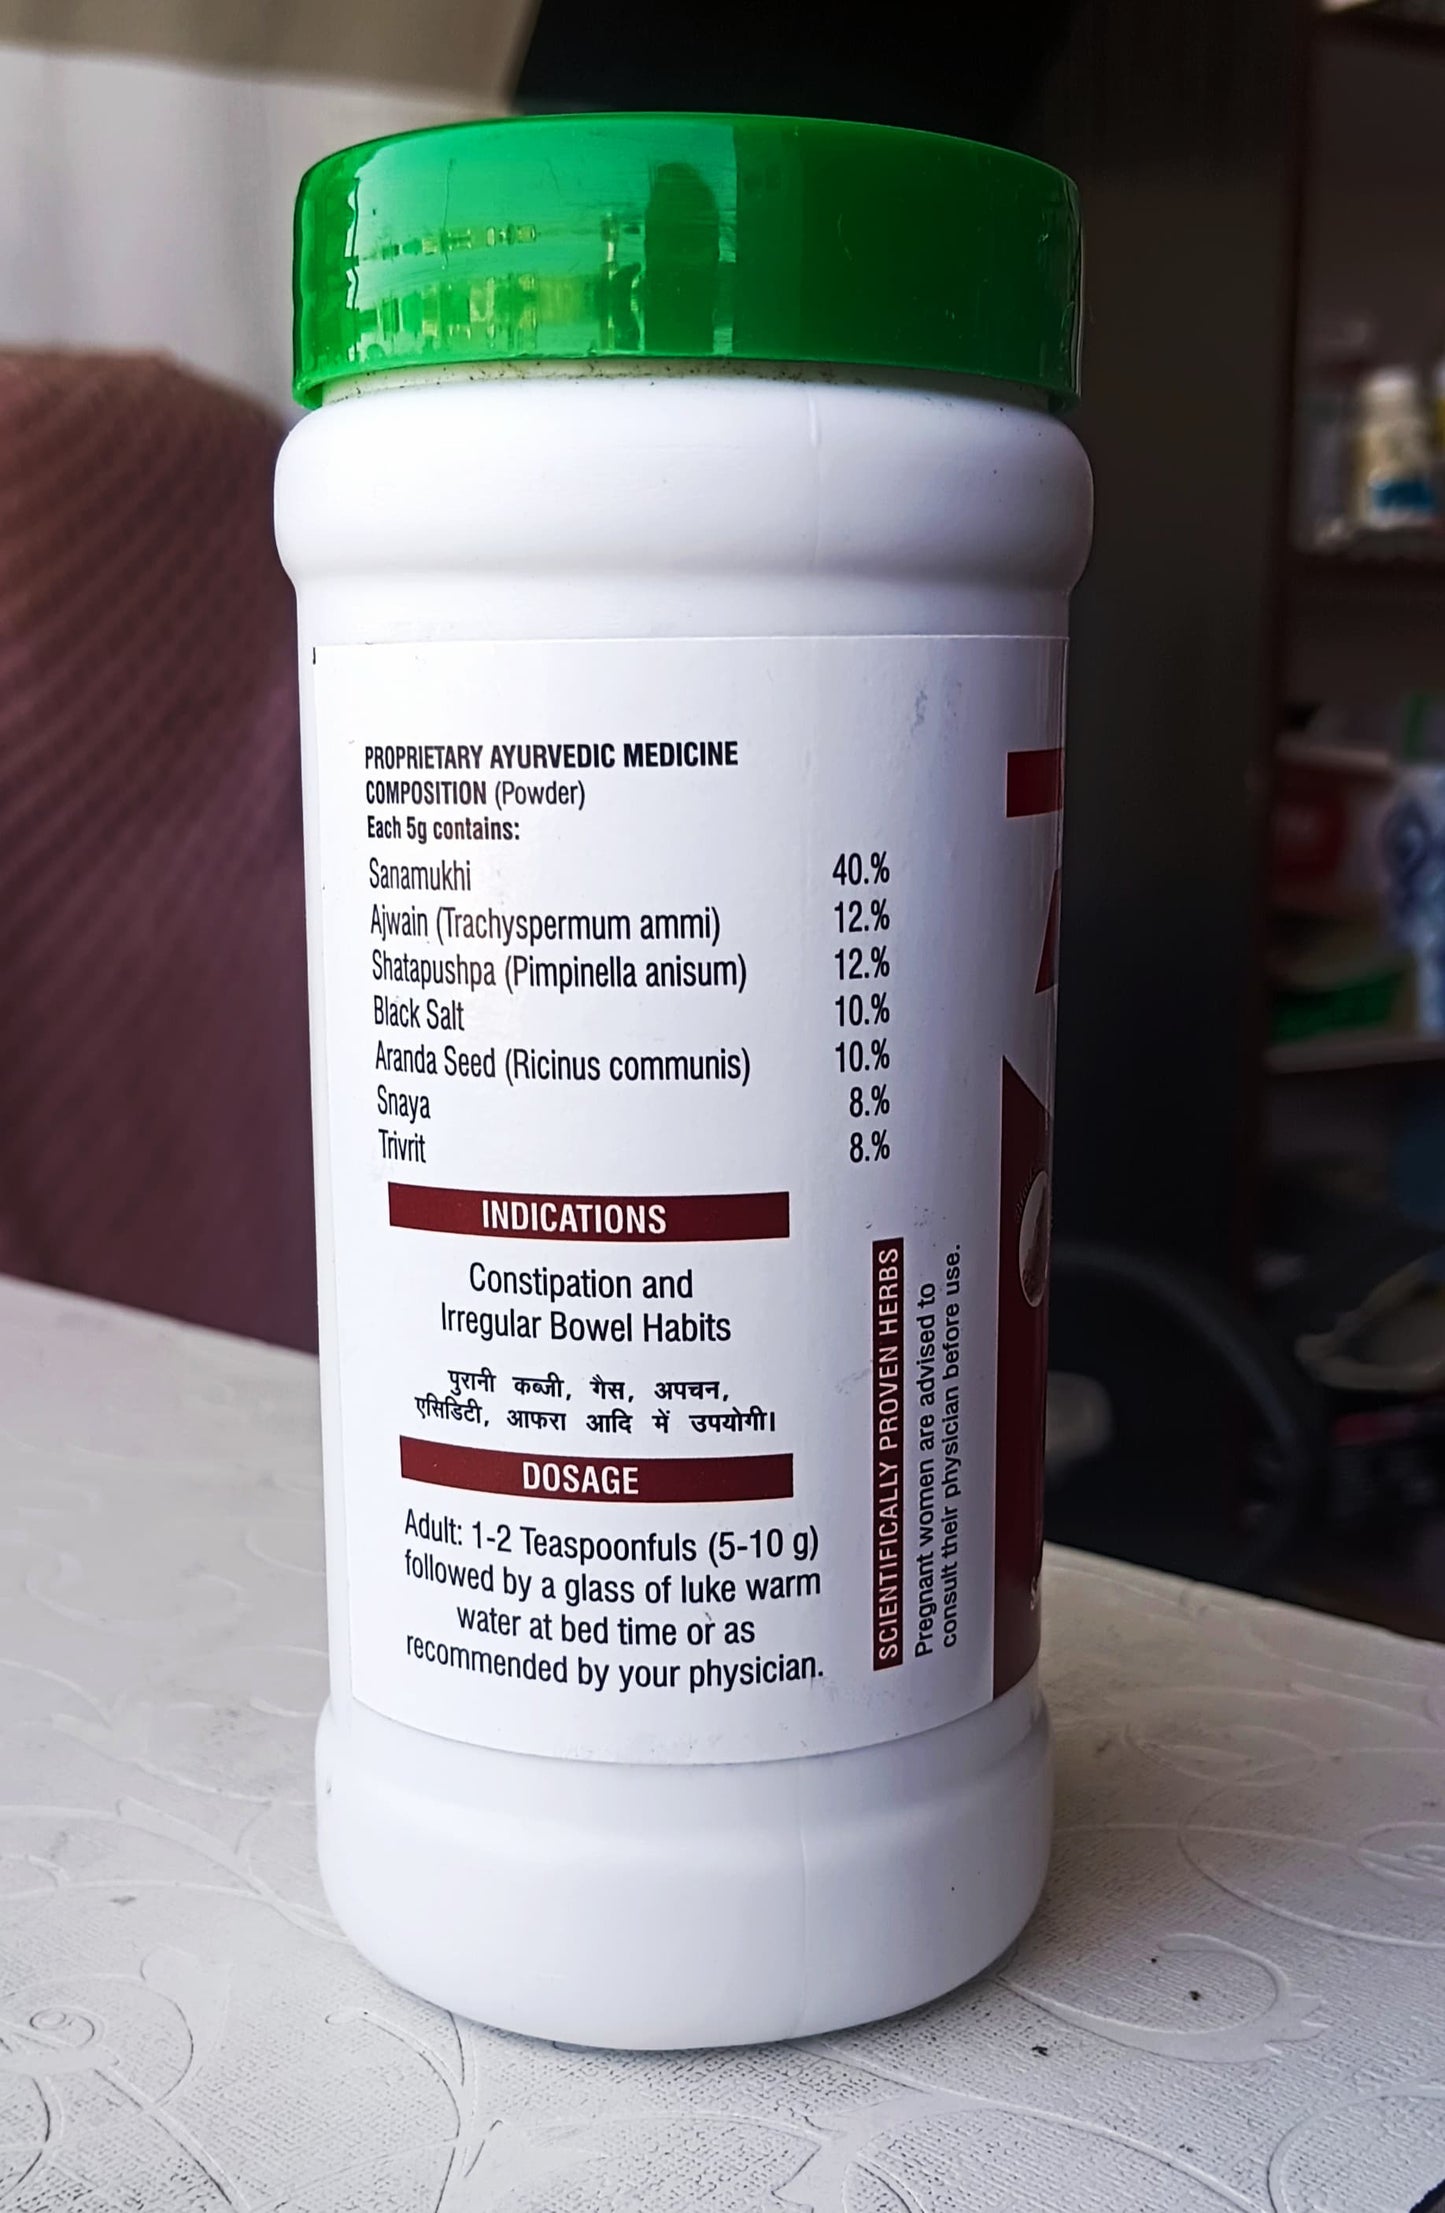 PROPRIETARY AYURVEDIC MEDICINE
COMPOSITION (Powder)
Each 5g contains:
Sanamukhi 40.%
Ajwain (Trachyspermum ammi) 12.%
Shatapushpa (Pimpinella anisum) 12.%
Black Salt 10.%
Aranda Seed (Ricinus communis) 10.%
Snaya 8.%
Trivrit 8.%
INDICATIONS
Constipation and
Irregular Bowel Habits
पुरानी कब्जी, गैस, अपचन,
एसिडिटी, आफरा आदि में उपयोगी।
DOSAGE
Adult: 1-2 Teaspoonfuls (5-10 g)
followed by a glass of luke warm
water at bed time or as
recommended by your physician.
SCIENTIFICALLY PROVEN HERBS
Pregnant women are advised to
consult their physician before use.